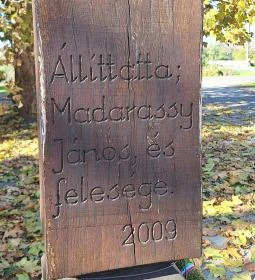 Állíttatta;
Madarassy
János, és
felesége.
2009